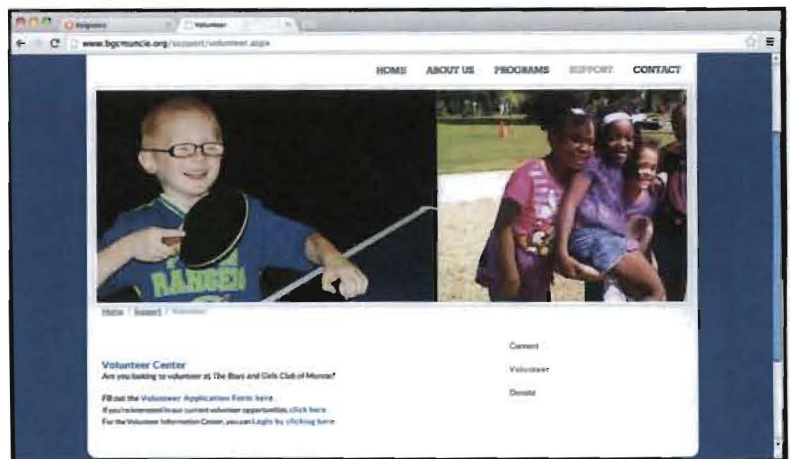 Volunteer
www.bgcmuncie.org/support/volunteer.aspx
HOME ABOUT US PROGRAMS SUPPORT CONTACT
RANGERS
Home / Support / Volunteer
Connect
Volunteer Center
Are you looking to volunteer at The Boys and Girls Club of Muncie?
Volunteer
Donate
Fill out the Volunteer Application Form here
If you're interested in our current volunteer opportunities, click here
For the Volunteer Information Center, you can Login by clicking here